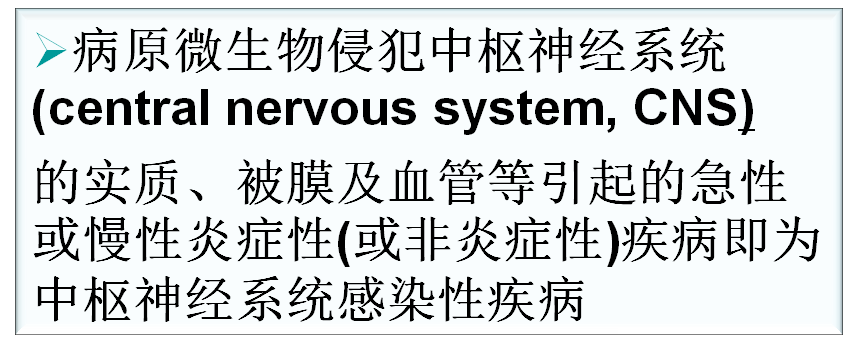 ➢病原微生物侵犯中枢神经系统
(central nervous system, CNS)
的实质、被膜及血管等引起的急性
或慢性炎症性(或非炎症性)疾病即为
中枢神经系统感染性疾病